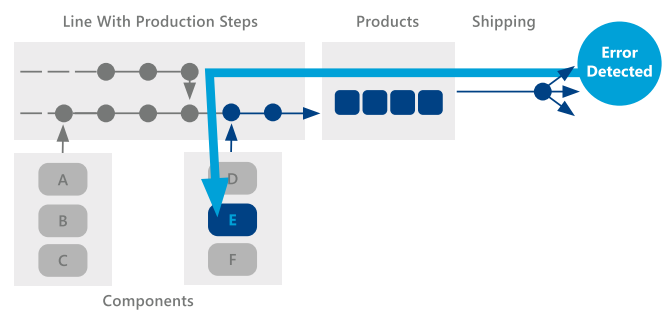 Line With Production Steps
Products
Shipping
Error
Detected
A
B
C
D
E
F
Components